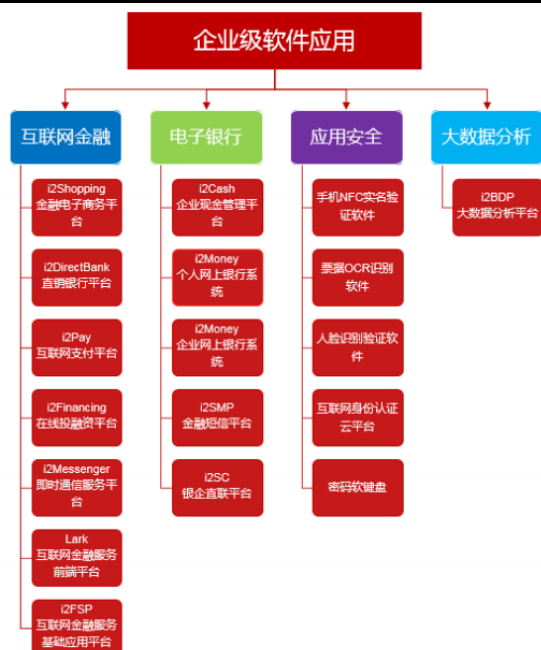 企业级软件应用
互联网金融
电子银行
应用安全
大数据分析
i2Shopping
金融电子商务平
台
i2DirectBank
直销银行平台
i2Pay
互联网支付平台
i2Financing
在线投融资平台
i2Messenger
即时通信服务平
台
Lark
互联网金融服务
前端平台
i2FSP
互联网金融服务
基础应用平台
i2Cash
企业现金管理平
台
i2Money
个人网上银行系
统
i2Money
企业网上银行系
统
i2SMP
金融短信平台
i2SC
银企直联平台
手机NFC实名验
证软件
票据OCR识别
软件
人脸识别验证软
件
互联网身份认证
云平台
密码软键盘
i2BDP
大数据分析平台